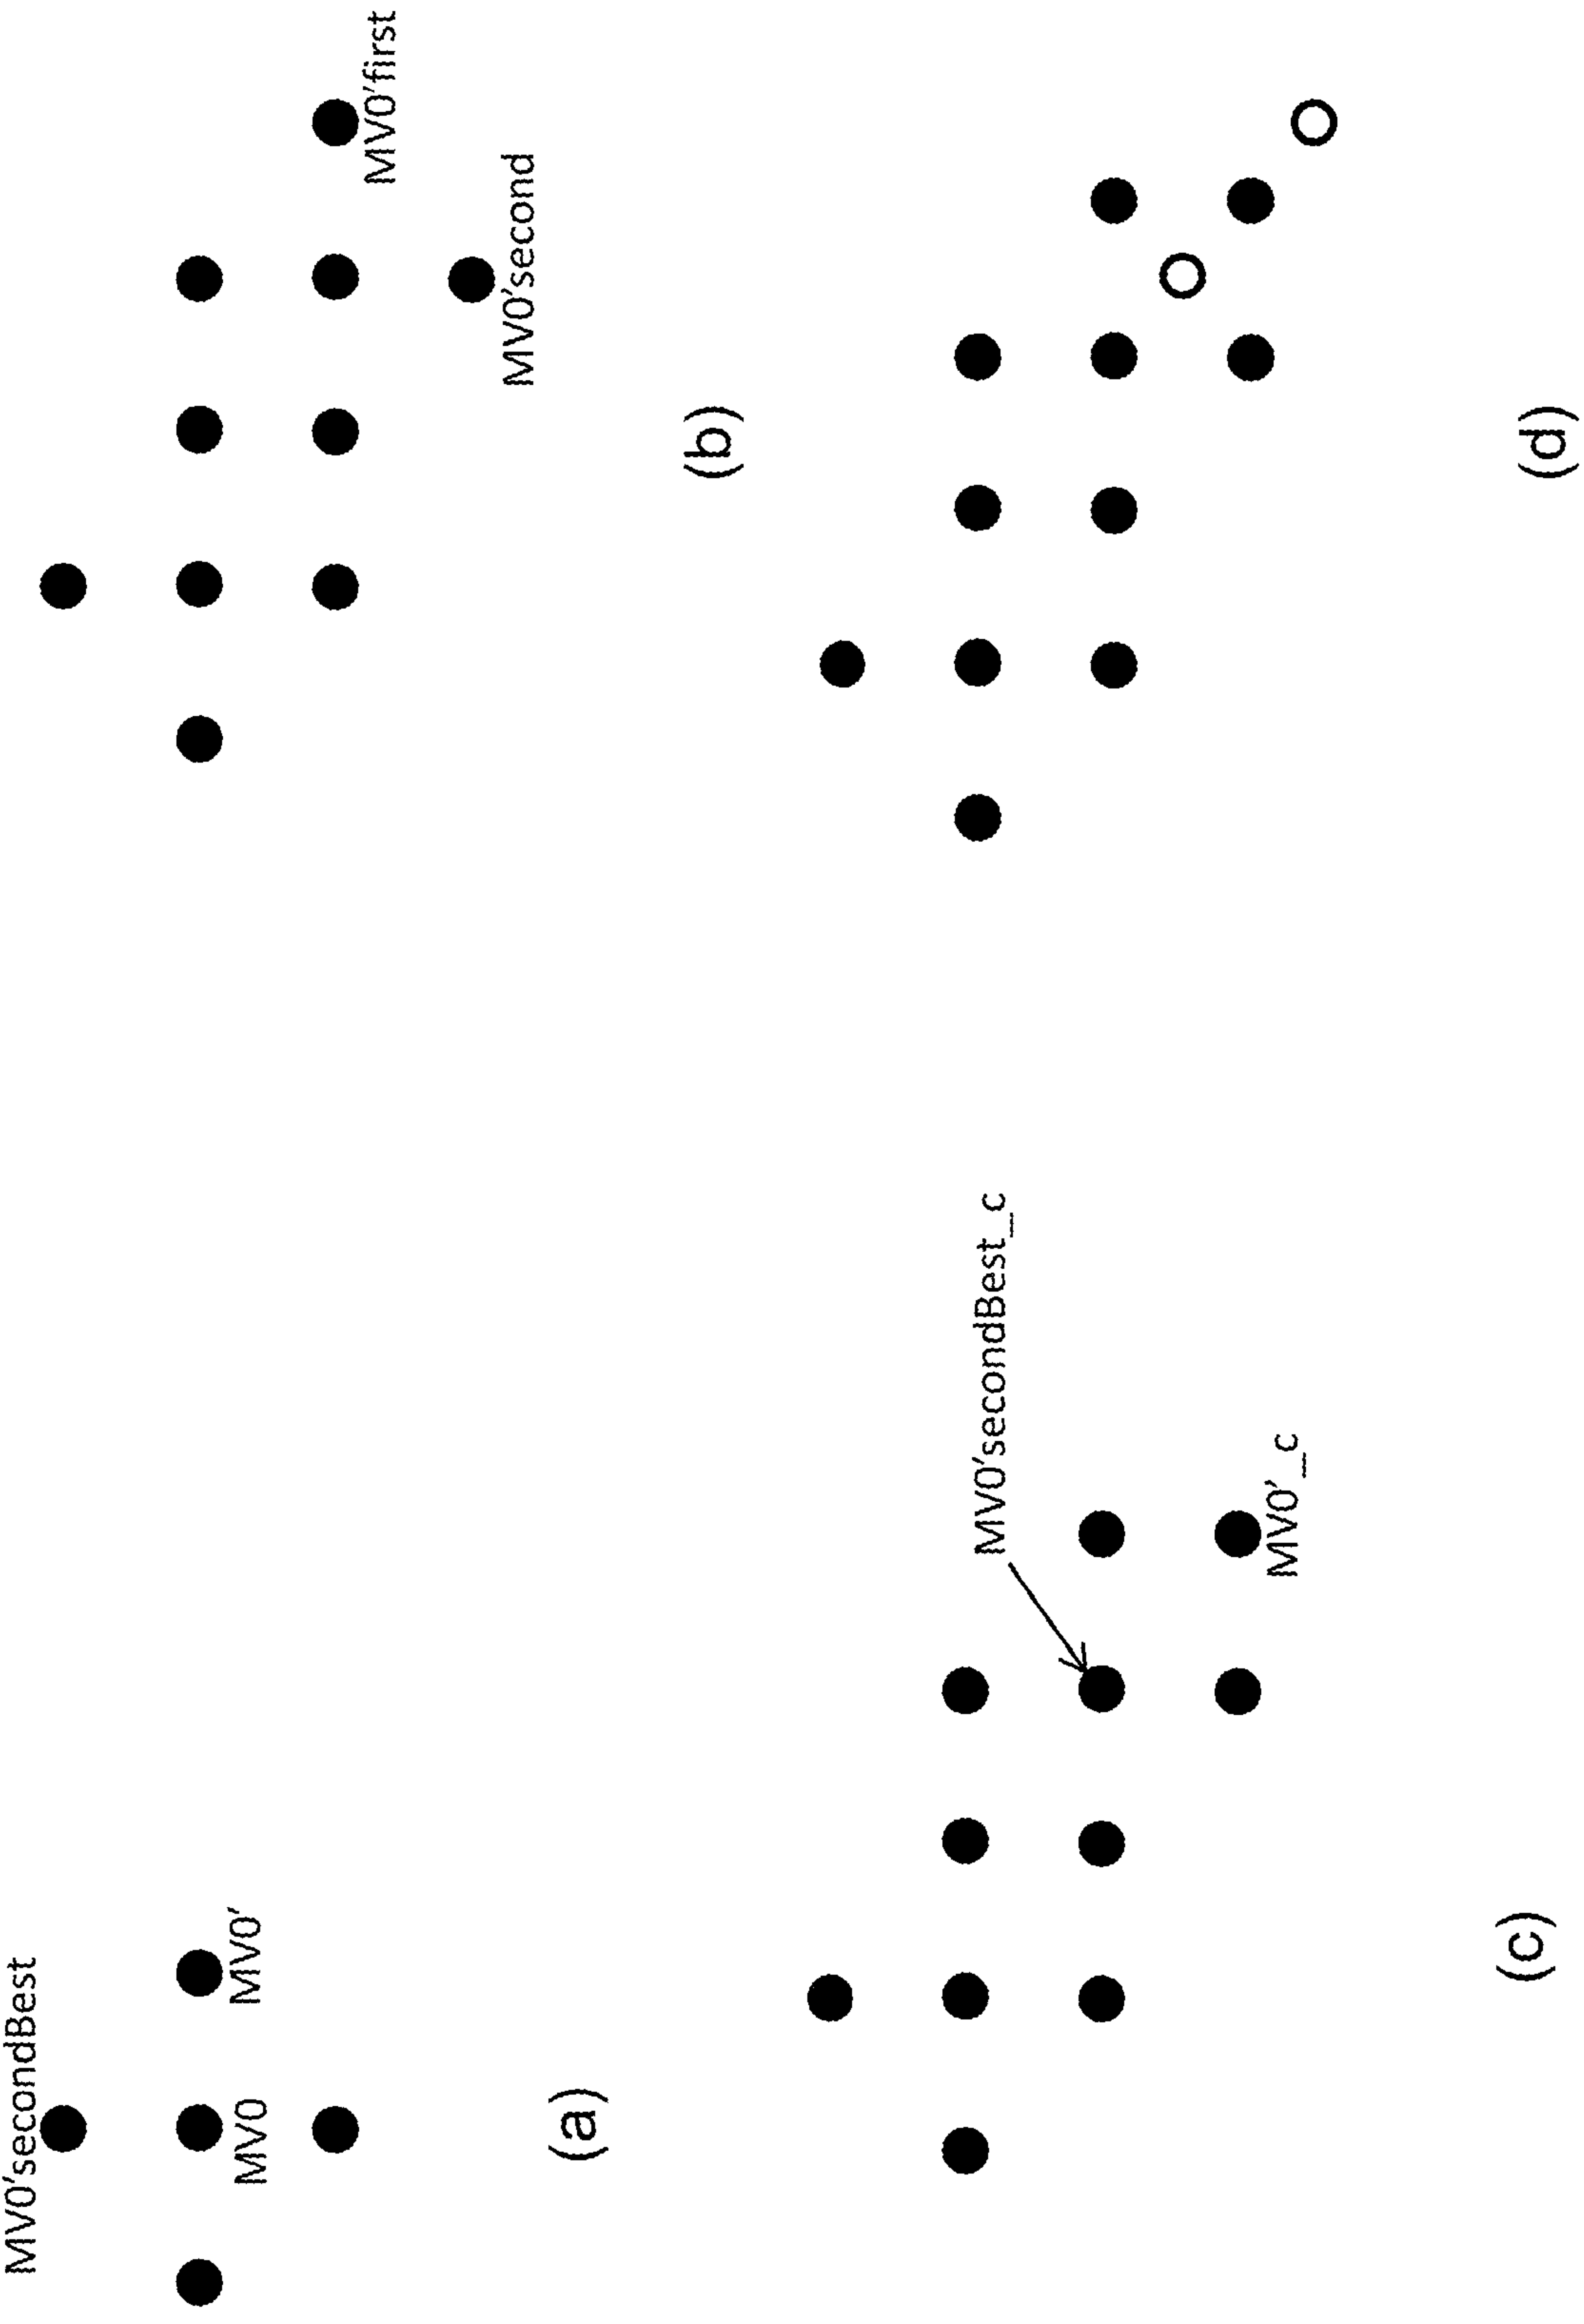 MV0'secondBest
MV0
MV0'
(a)
MV0'first
MV0'second
(b)
MV0'secondBest_c
MV0'_c
(c)
(d)